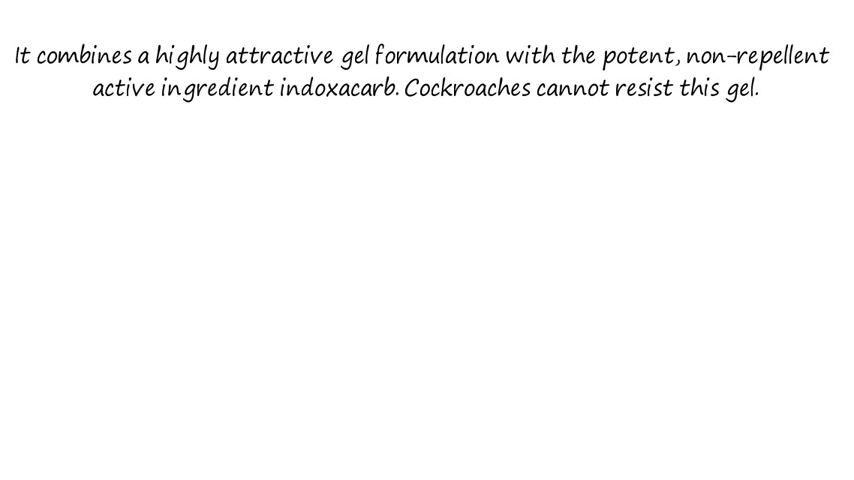 It combines a highly attractive gel formulation with the potent, non-repellent
active ingredient indoxacarb. Cockroaches cannot resist this gel.